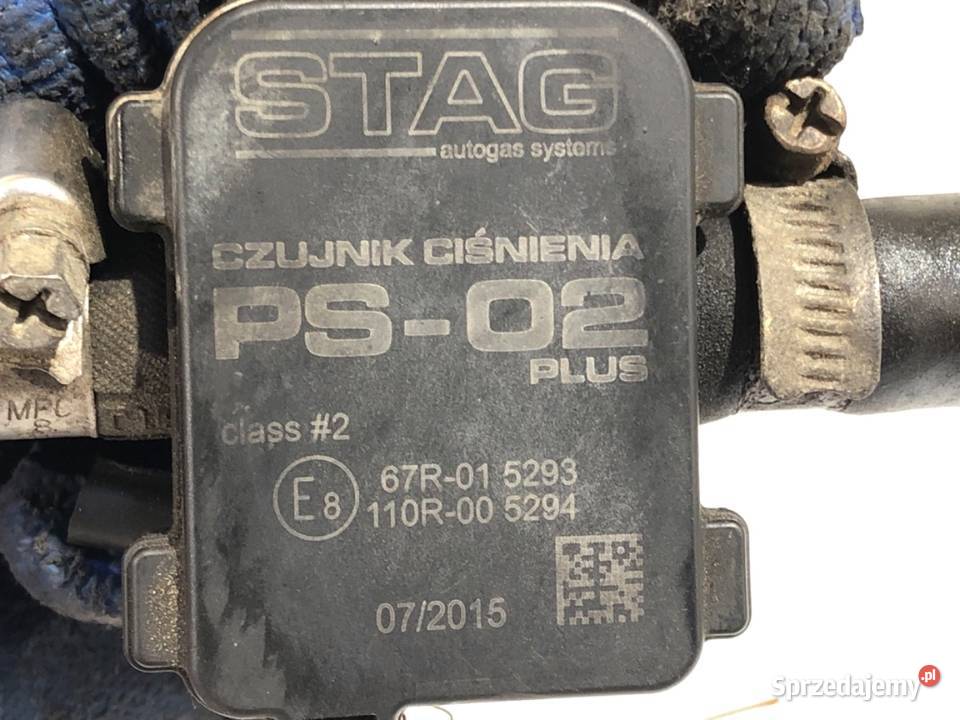 STAG
autogas systems
CZUJNIK CIŚNIENIA
PS-02
PLUS
class #2
E8 67R-01 5293
110R-00 5294
07/2015
Sprzedajemy.pl